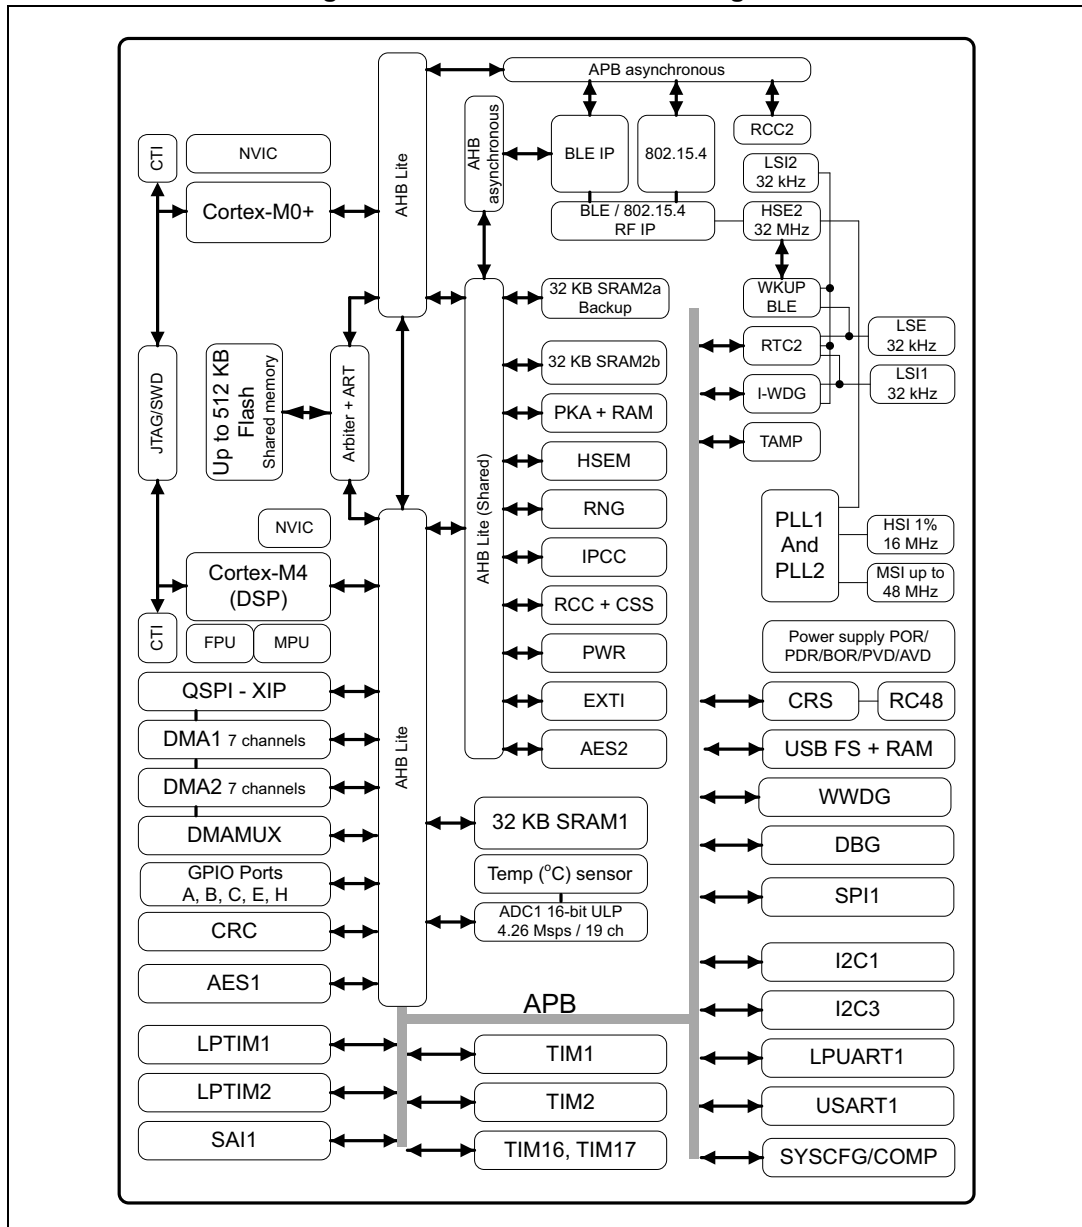 APB asynchronous
CTI
NVIC
AHB Lite
AHB
asynchronous
BLE IP
802.15.4
RCC2
LSI2
32 kHz
Cortex-M0+
BLE / 802.15.4
RF IP
HSE2
32 MHz
32 KB SRAM2a
Backup
WKUP
BLE
LSE
32 kHz
RTC2
32 KB SRAM2b
LSI1
32 kHz
I-WDG
JTAG/SWD
Up to 512 KB
Flash
Shared memory
Arbiter + ART
PKA + RAM
TAMP
HSEM
AHB Lite (Shared)
RNG
PLL1
And
PLL2
HSI 1%
16 MHz
NVIC
IPCC
MSI up to
48 MHz
Cortex-M4
(DSP)
RCC + CSS
CTI
FPU
MPU
PWR
Power supply POR/
PDR/BOR/PVD/AVD
QSPI - XIP
EXTI
CRS
RC48
DMA1 7 channels
AHB Lite
AES2
USB FS + RAM
DMA2 7 channels
WWDG
DMAMUX
32 KB SRAM1
DBG
GPIO Ports
A, B, C, E, H
Temp (°C) sensor
SPI1
CRC
ADC1 16-bit ULP
4.26 Msps / 19 ch
I2C1
AES1
APB
I2C3
LPTIM1
TIM1
LPUART1
LPTIM2
TIM2
USART1
SAI1
TIM16, TIM17
SYSCFG/COMP